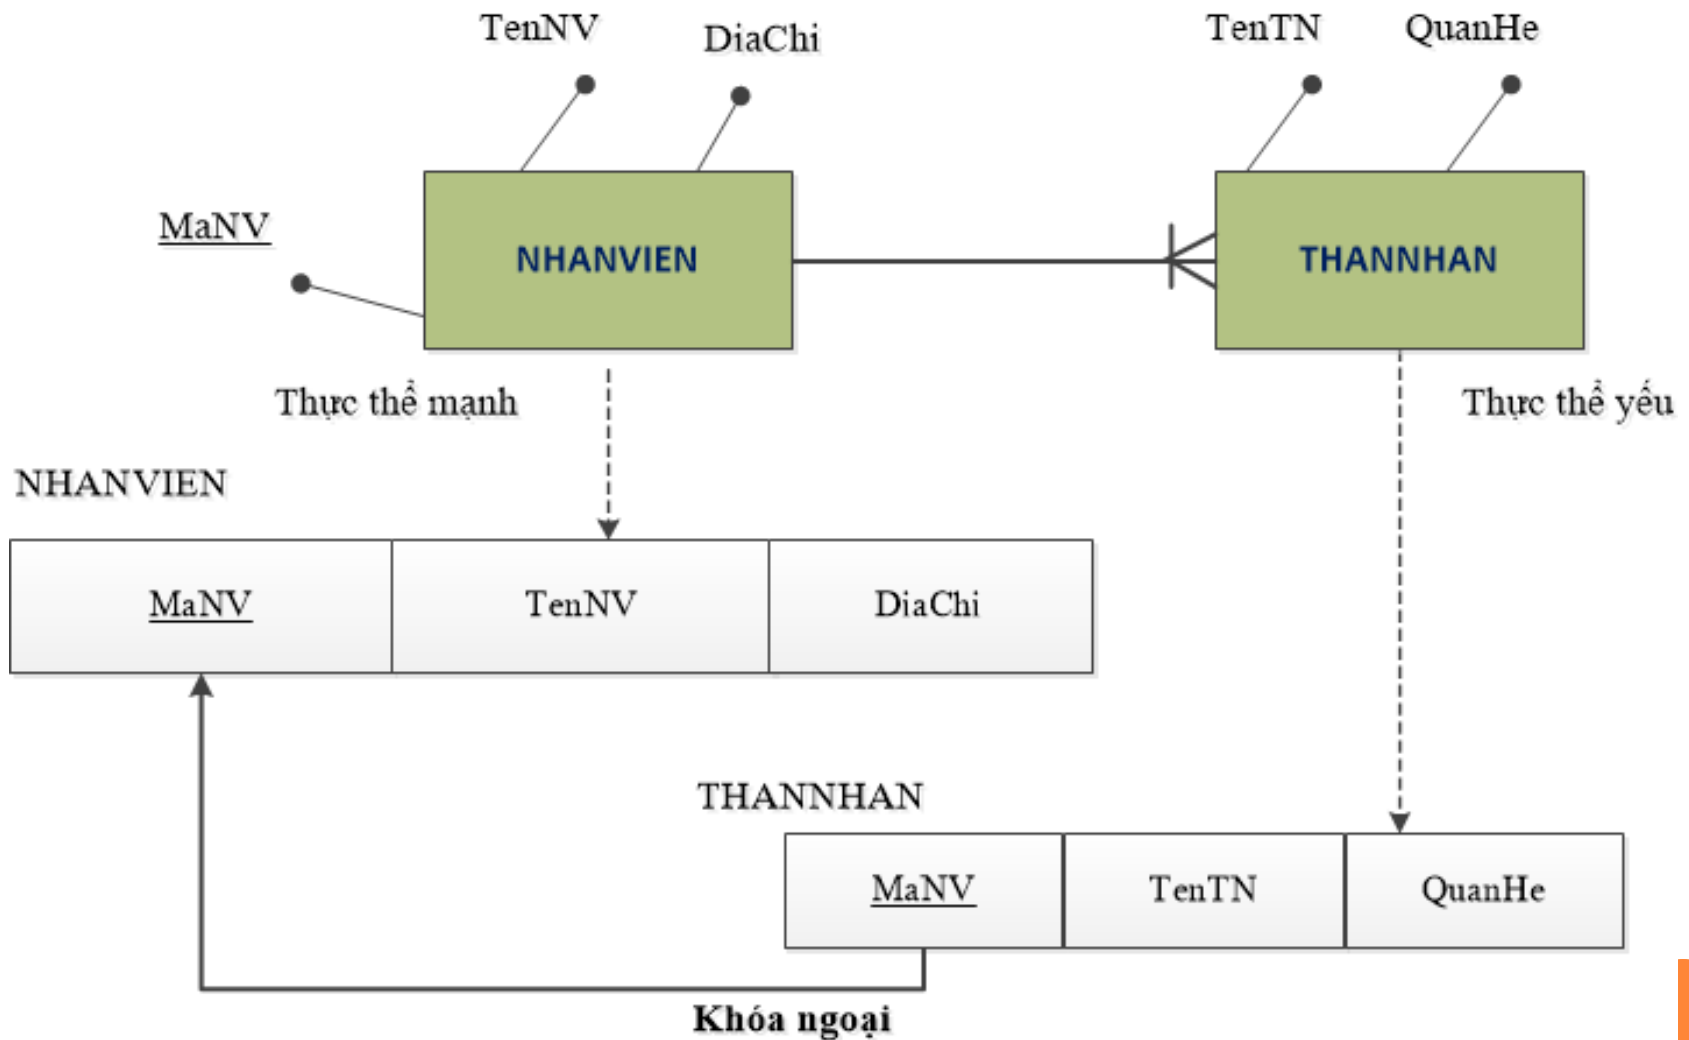 TenNV
DiaChi
TenTN
QuanHe
MaNV
NHANVIEN
THANNHAN
Thực thể mạnh
Thực thể yếu
NHANVIEN
MaNV
TenNV
DiaChi
THANNHAN
MaNV
TenTN
QuanHe
Khóa ngoại